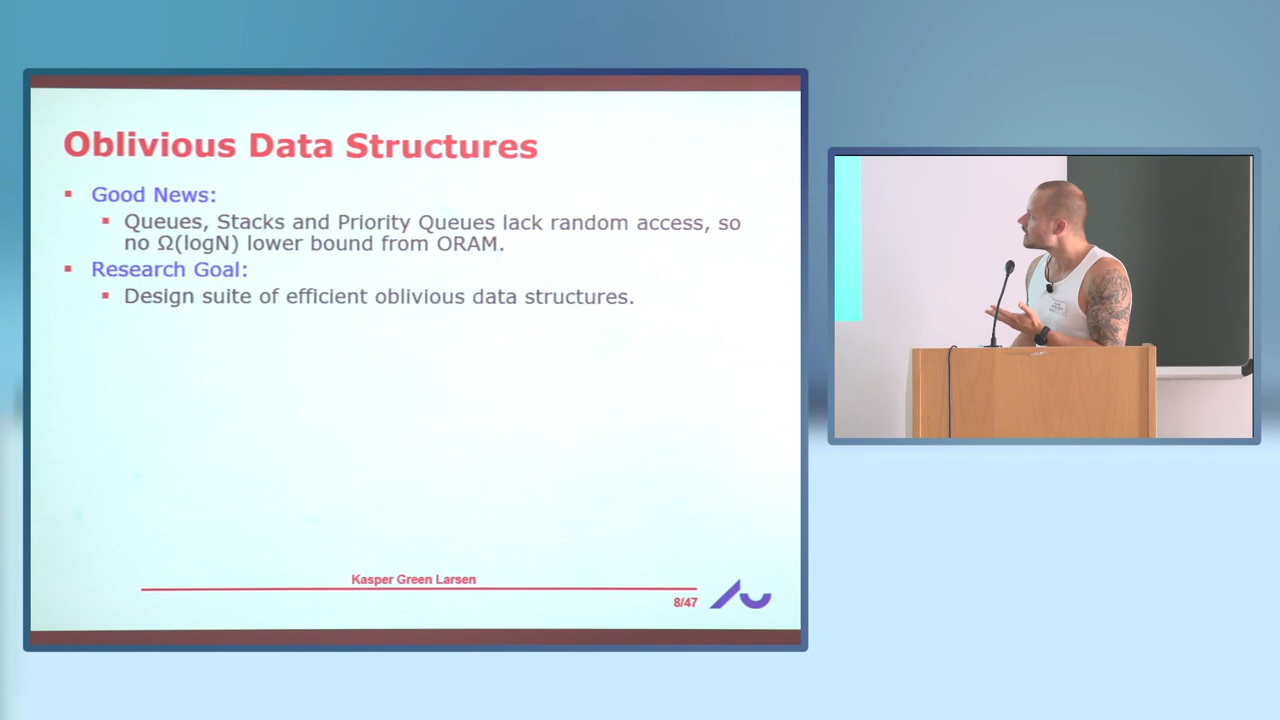 Oblivious Data Structures
Good News:
Queues, Stacks and Priority Queues lack random access, so
no Ω(logN) lower bound from ORAM.
Research Goal:
Design suite of efficient oblivious data structures.
Kasper Green Larsen
8/47